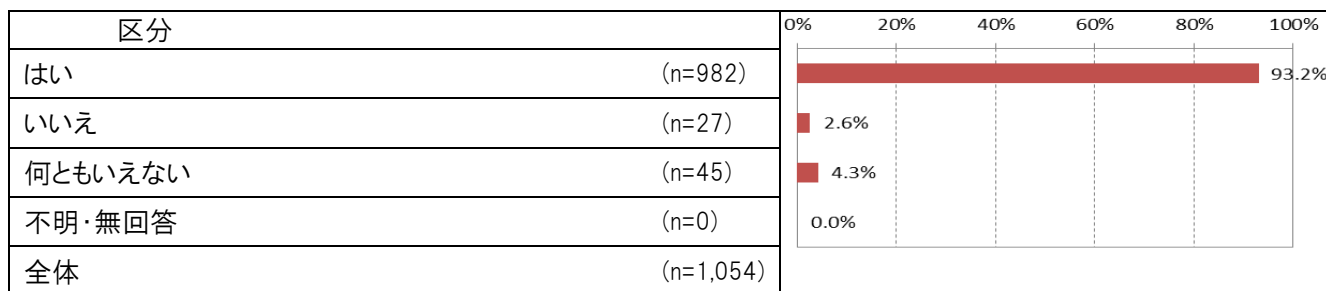 区分 0% 20% 40% 60% 80% 100%
はい (n=982) 93.2%
いいえ (n=27) 2.6%
何ともいえない (n=45) 4.3%
不明・無回答 (n=0) 0.0%
全体 (n=1,054)